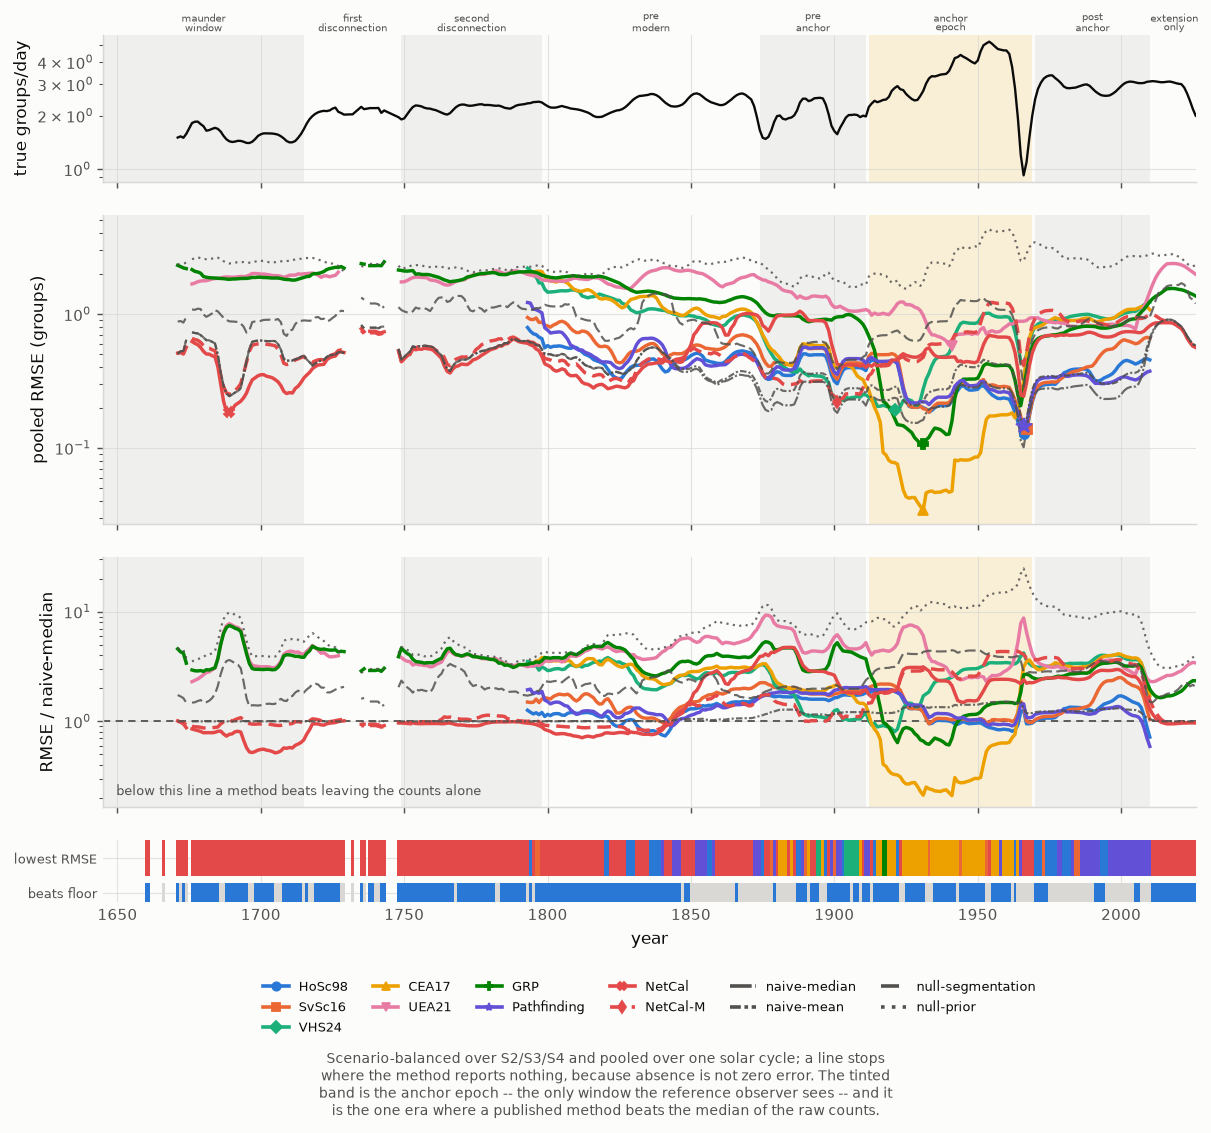 maunder
window
first
disconnection
second
disconnection
pre
modern
pre
anchor
anchor
epoch
post
anchor
extension
only
true groups/day
4 × 10⁰
3 × 10⁰
2 × 10⁰
10⁰
pooled RMSE (groups)
10⁰
10⁻¹
RMSE / naive-median
10¹
10⁰
below this line a method beats leaving the counts alone
lowest RMSE
beats floor
1650 1700 1750 1800 1850 1900 1950 2000
year
HoSc98 CEA17 GRP NetCal naive-median null-segmentation
SvSc16 UEA21 Pathfinding NetCal-M naive-mean null-prior
VHS24
Scenario-balanced over S2/S3/S4 and pooled over one solar cycle; a line stops
where the method reports nothing, because absence is not zero error. The tinted
band is the anchor epoch -- the only window the reference observer sees -- and it
is the one era where a published method beats the median of the raw counts.